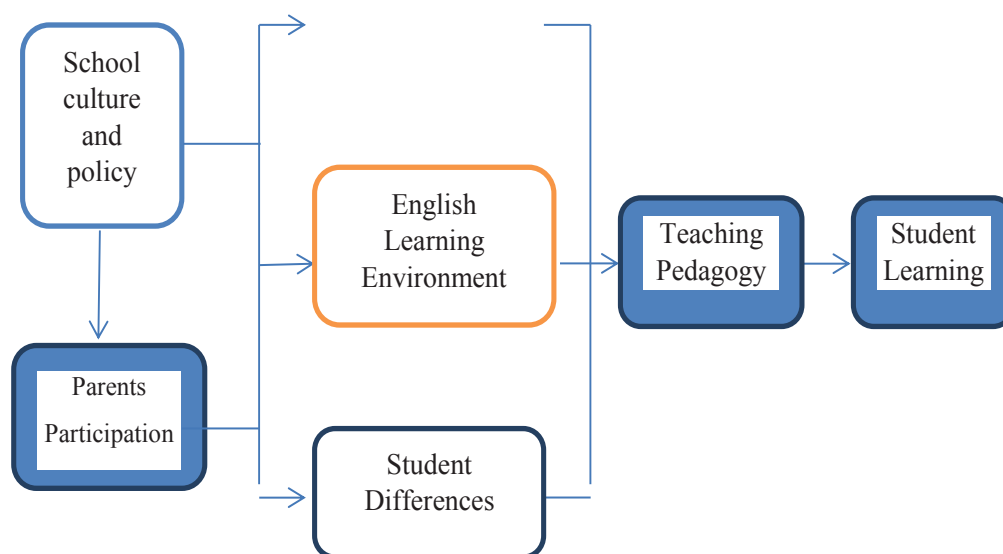 School
culture
and
policy
English
Learning
Environment
Teaching
Pedagogy
Student
Learning
Parents
Participation
Student
Differences